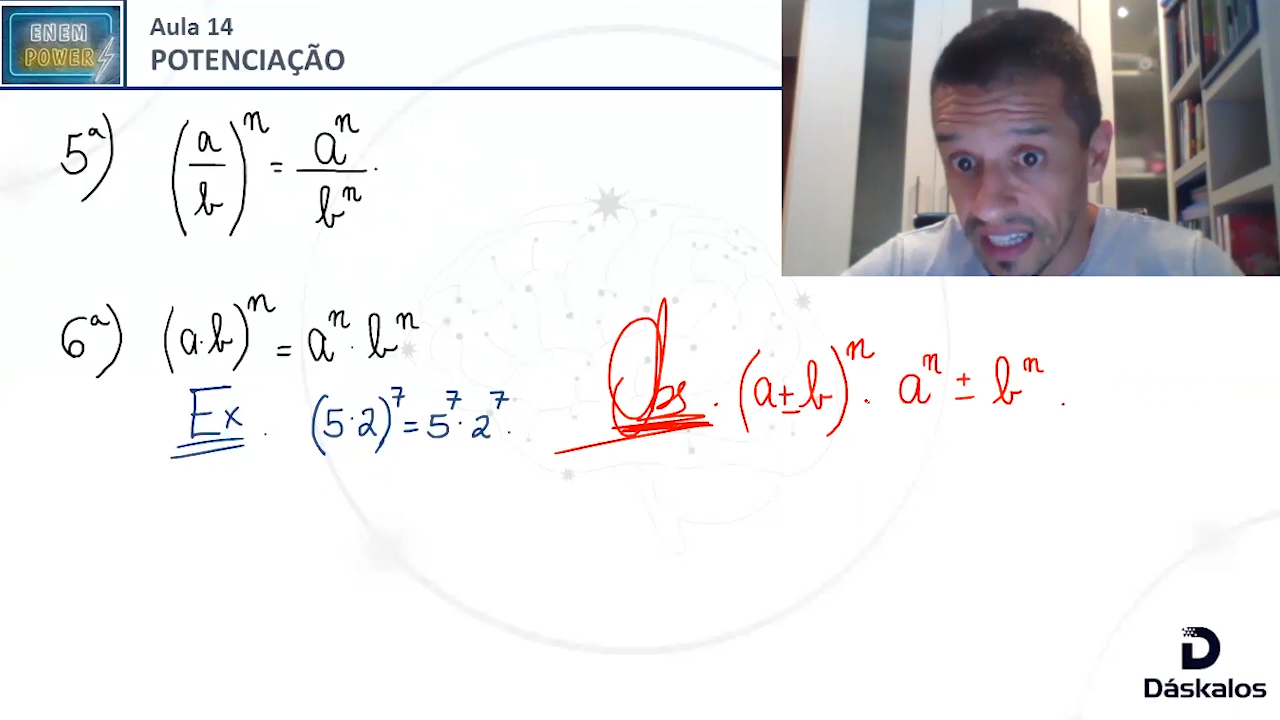 ENEM
POWER
Aula 14
POTENCIAÇÃO
5ª) (a/b)ⁿ = aⁿ/bⁿ.
6ª) (a·b)ⁿ = aⁿ·bⁿ
Ex. (5·2)⁷ = 5⁷·2⁷.
Obs. (a±b)ⁿ. aⁿ ± bⁿ.
Dáskalos